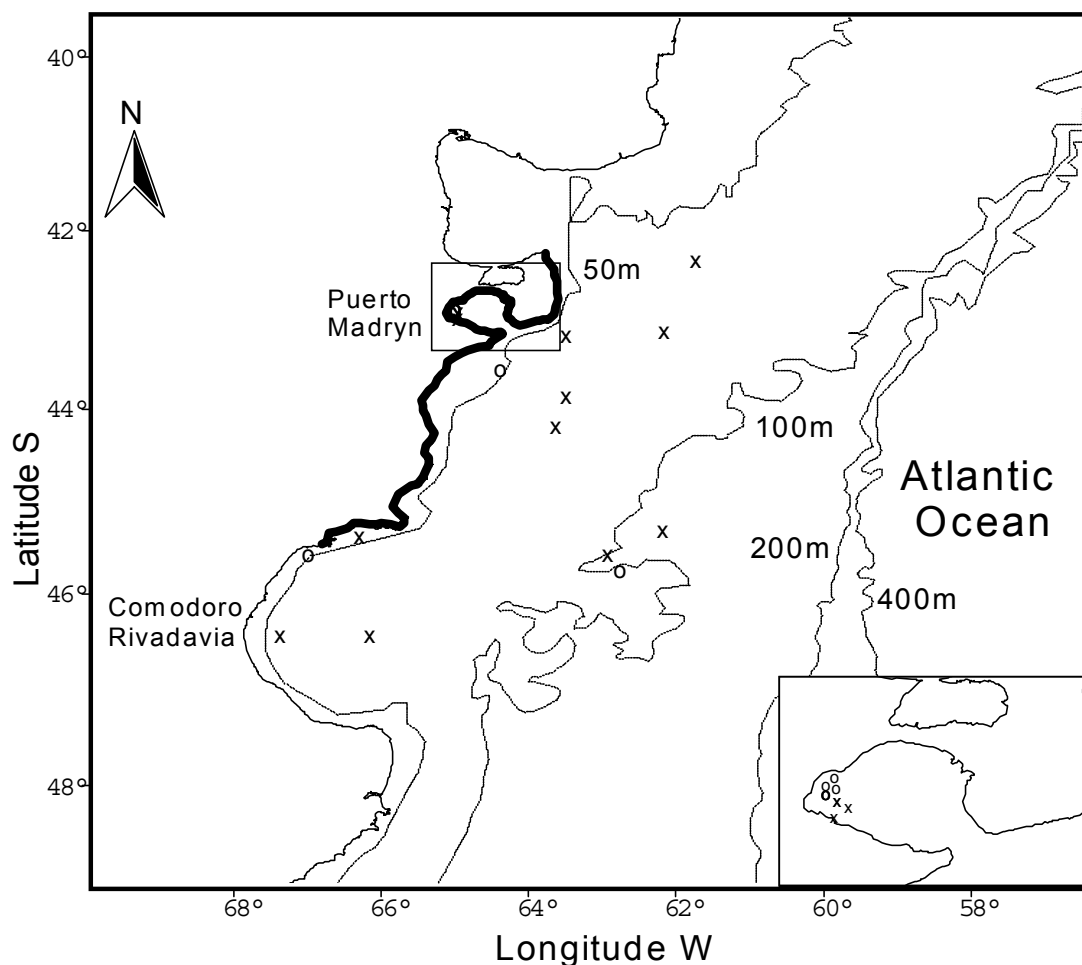 40°
N
42°
50m
Puerto
Madryn
44°
100m
Atlantic
Ocean
Latitude S
200m
46°
400m
Comodoro
Rivadavia
48°
68°
66°
64°
62°
60°
58°
Longitude W